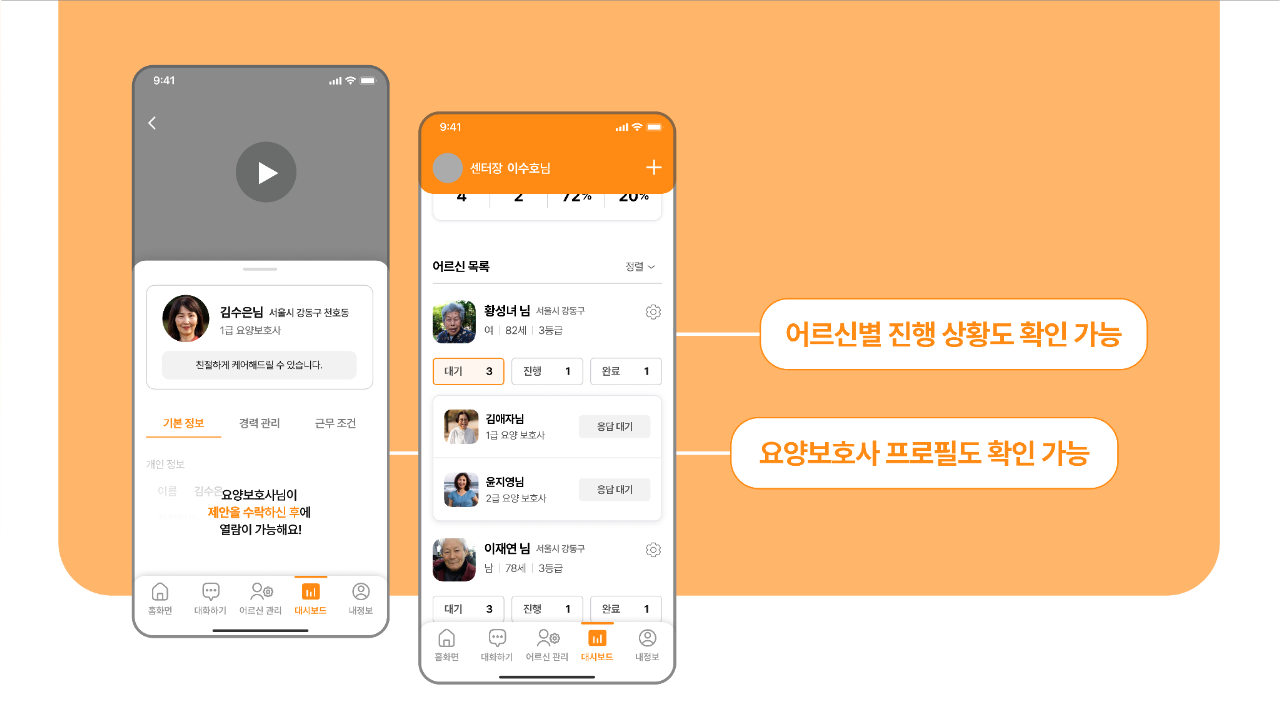 9:41
김수은님 서울시 강동구 천호동
1급 요양보호사
친절하게 케어해드릴 수 있습니다.
기본 정보 경력 관리 근무 조건
개인 정보
이름 김수은
요양보호사님이
제안을 수락하신 후에
열람이 가능해요!
홈화면 대화하기 어르신 관리 대시보드 내정보
9:41
센터장 이수호님
4 2 72% 20%
어르신 목록 정렬
황성녀 님 서울시 강동구
여 82세 3등급
대기 3 진행 1 완료 1
김애자님
1급 요양 보호사
응답 대기
윤지영님
2급 요양 보호사
응답 대기
이재연 님 서울시 강동구
남 78세 3등급
대기 3 진행 1 완료 1
홈화면 대화하기 어르신 관리 대시보드 내정보
어르신별 진행 상황도 확인 가능
요양보호사 프로필도 확인 가능